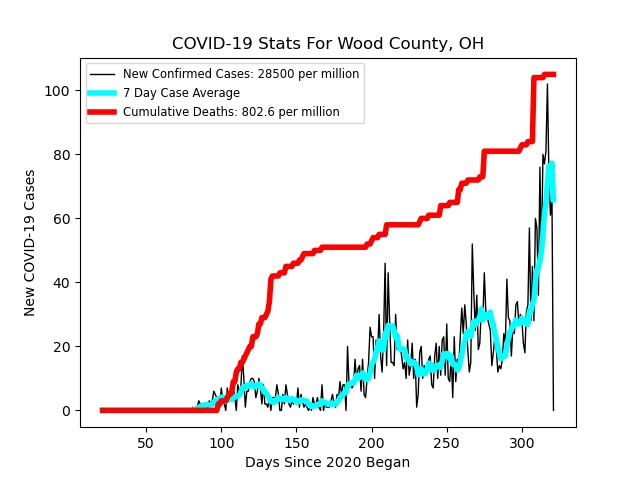 COVID-19 Stats For Wood County, OH
New Confirmed Cases: 28500 per million
7 Day Case Average
Cumulative Deaths: 802.6 per million
New COVID-19 Cases
100
80
60
40
20
0
50
100
150
200
250
300
Days Since 2020 Began